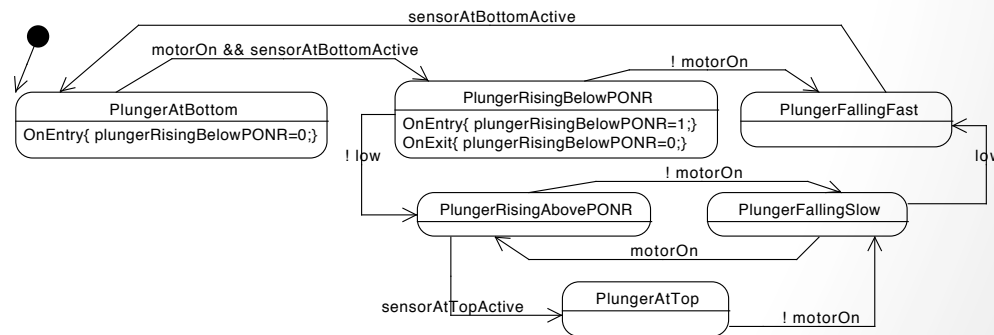 sensorAtBottomActive
motorOn && sensorAtBottomActive
! motorOn
PlungerAtBottom
OnEntry{ plungerRisingBelowPONR=0;}
PlungerRisingBelowPONR
OnEntry{ plungerRisingBelowPONR=1;}
OnExit{ plungerRisingBelowPONR=0;}
PlungerFallingFast
! low
low
! motorOn
PlungerRisingAbovePONR
PlungerFallingSlow
motorOn
sensorAtTopActive
PlungerAtTop
! motorOn